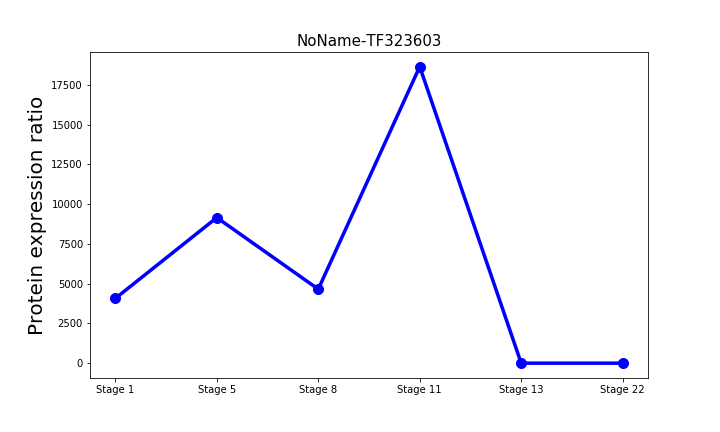 NoName-TF323603
Protein expression ratio
17500
15000
12500
10000
7500
5000
2500
0
Stage 1 Stage 5 Stage 8 Stage 11 Stage 13 Stage 22